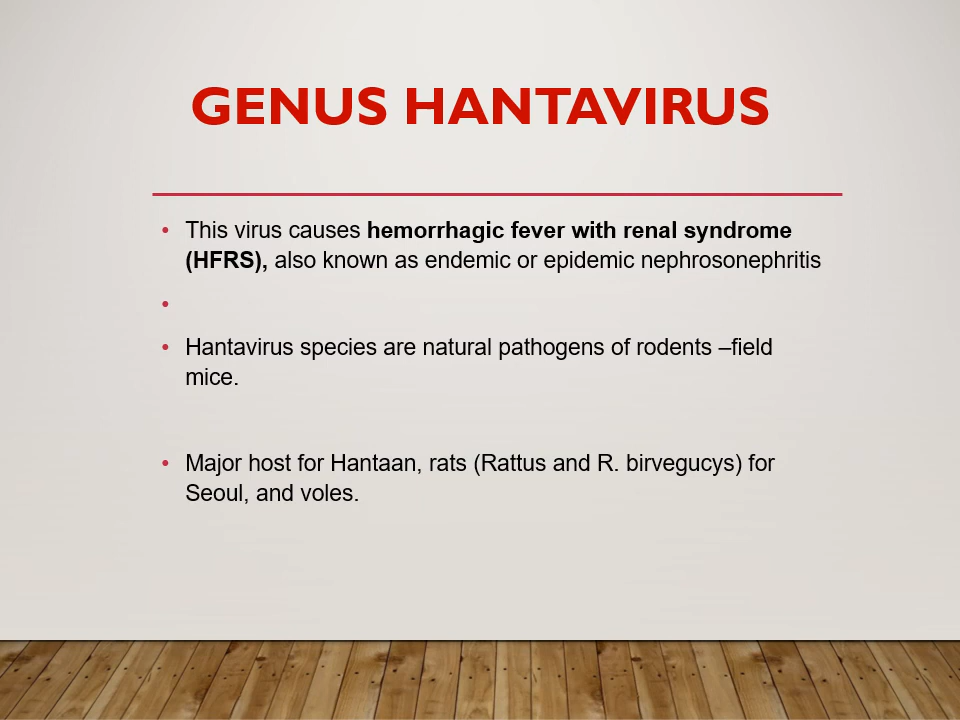 GENUS HANTAVIRUS
• This virus causes hemorrhagic fever with renal syndrome
(HFRS), also known as endemic or epidemic nephrosonephritis
•
• Hantavirus species are natural pathogens of rodents –field
mice.
• Major host for Hantaan, rats (Rattus and R. birvegucys) for
Seoul, and voles.